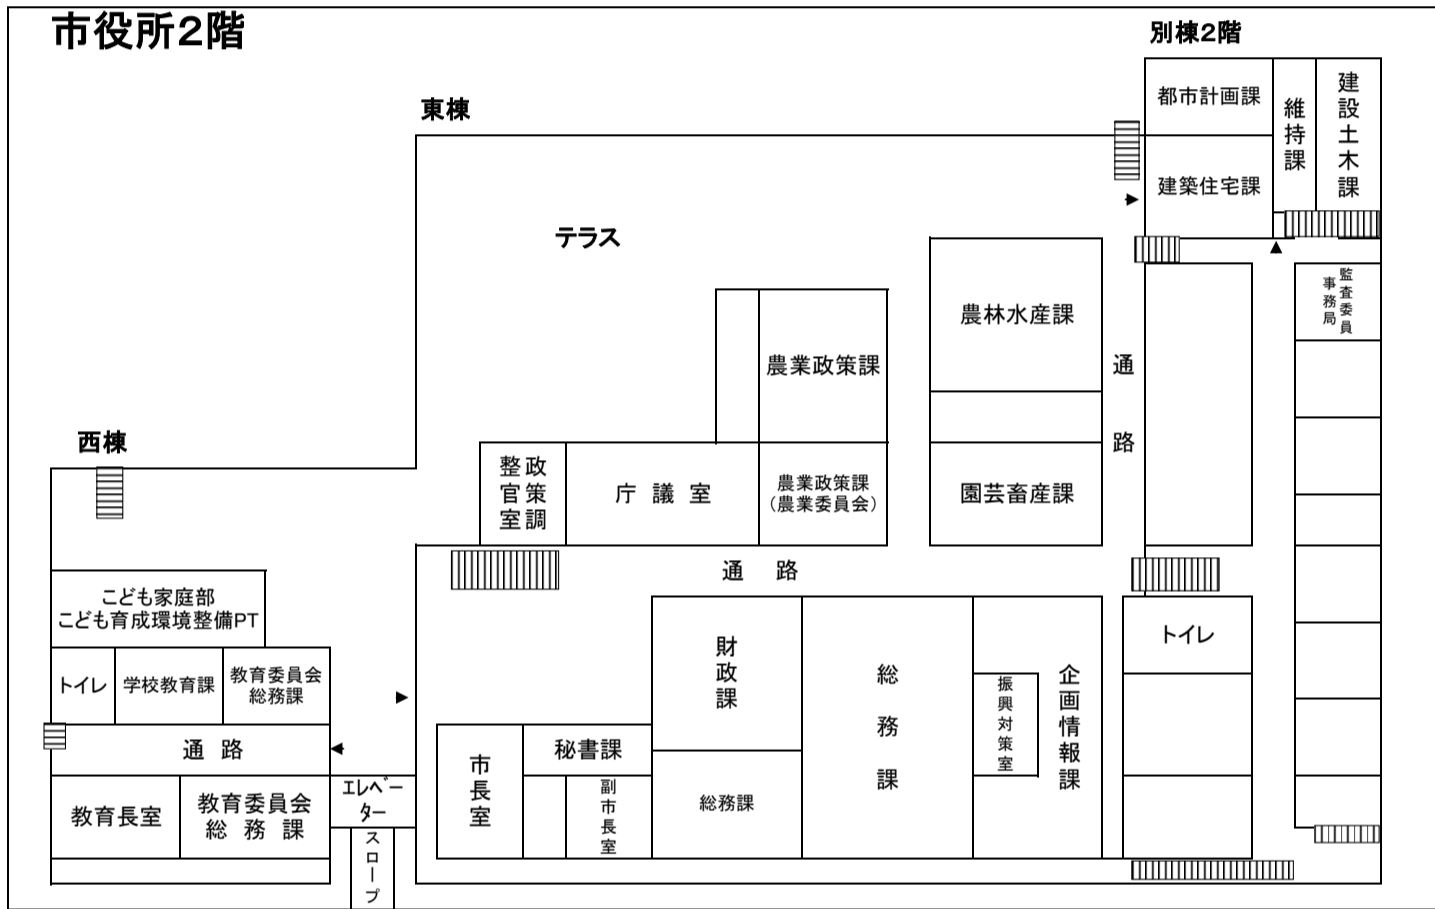 市役所2階
別棟2階
東棟
都市計画課
維持課
建設土木課
建築住宅課
テラス
監査委員
事務局
農林水産課
農業政策課
通路
西棟
政策調
整官室
庁議室
農業政策課
(農業委員会)
園芸畜産課
通路
こども家庭部
こども育成環境整備PT
トイレ
学校教育課
教育委員会
総務課
財政課
総務課
振興対策室
企画情報課
トイレ
通路
市長室
秘書課
エレベーター
教育長室
教育委員会
総務課
副市長室
総務課
スロープ